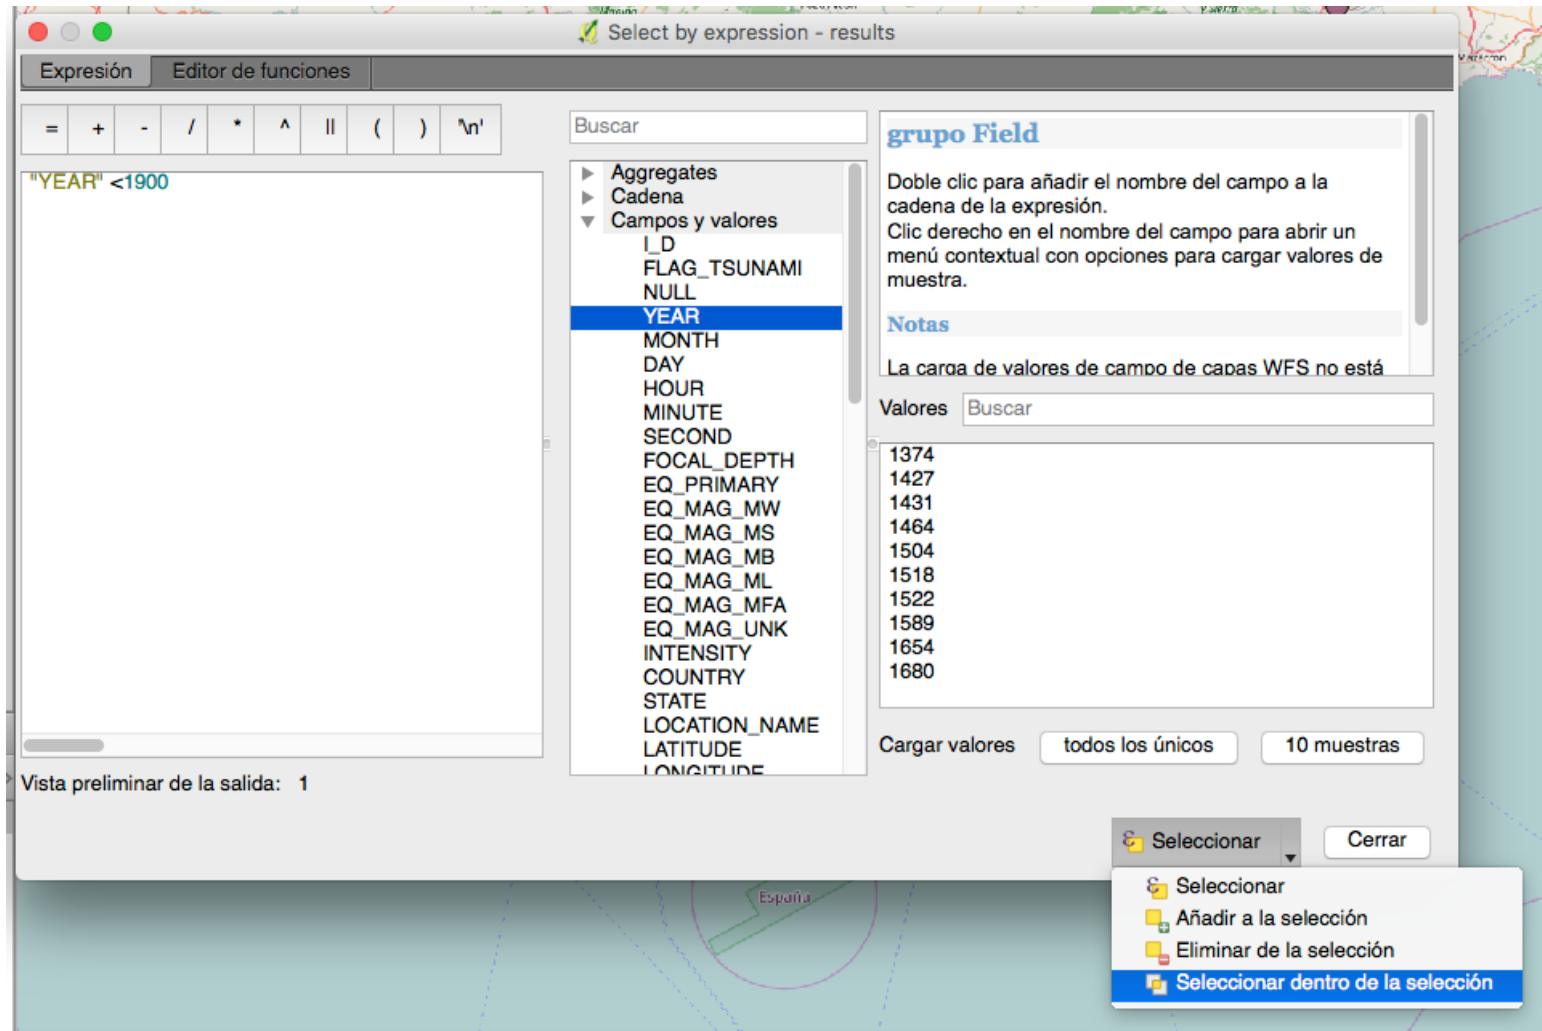 Select by expression - results
Expresión
Editor de funciones
= + - / * ^ || ( ) '\n'
"YEAR" <1900
Vista preliminar de la salida: 1
Buscar
Aggregates
Cadena
Campos y valores
I_D
FLAG_TSUNAMI
NULL
YEAR
MONTH
DAY
HOUR
MINUTE
SECOND
FOCAL_DEPTH
EQ_PRIMARY
EQ_MAG_MW
EQ_MAG_MS
EQ_MAG_MB
EQ_MAG_ML
EQ_MAG_MFA
EQ_MAG_UNK
INTENSITY
COUNTRY
STATE
LOCATION_NAME
LATITUDE
LONGITUDE
grupo Field
Doble clic para añadir el nombre del campo a la
cadena de la expresión.
Clic derecho en el nombre del campo para abrir un
menú contextual con opciones para cargar valores de
muestra.
Notas
La carga de valores de campo de capas WFS no está
Valores Buscar
1374
1427
1431
1464
1504
1518
1522
1589
1654
1680
Cargar valores todos los únicos 10 muestras
Seleccionar Cerrar
Seleccionar
Añadir a la selección
Eliminar de la selección
Seleccionar dentro de la selección
España